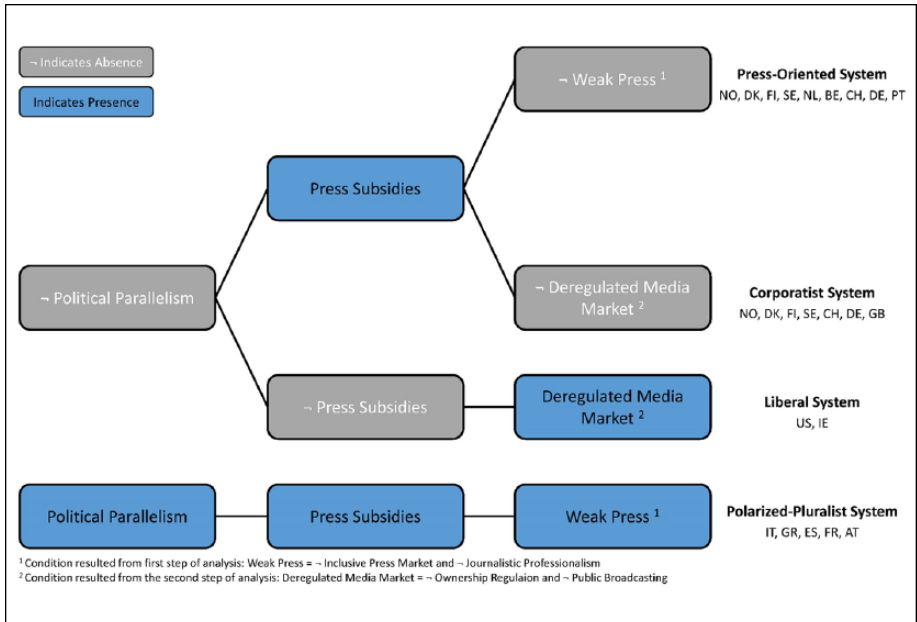 ¬ Indicates Absence
Indicates Presence
¬ Weak Press 1
Press-Oriented System
NO, DK, FI, SE, NL, BE, CH, DE, PT
Press Subsidies
¬ Political Parallelism
¬ Deregulated Media
Market 2
Corporatist System
NO, DK, FI, SE, CH, DE, GB
¬ Press Subsidies
Deregulated Media
Market 2
Liberal System
US, IE
Political Parallelism
Press Subsidies
Weak Press 1
Polarized-Pluralist System
IT, GR, ES, FR, AT
1 Condition resulted from first step of analysis: Weak Press = ¬ Inclusive Press Market and ¬ Journalistic Professionalism
2 Condition resulted from the second step of analysis: Deregulated Media Market = ¬ Ownership Regulaion and ¬ Public Broadcasting